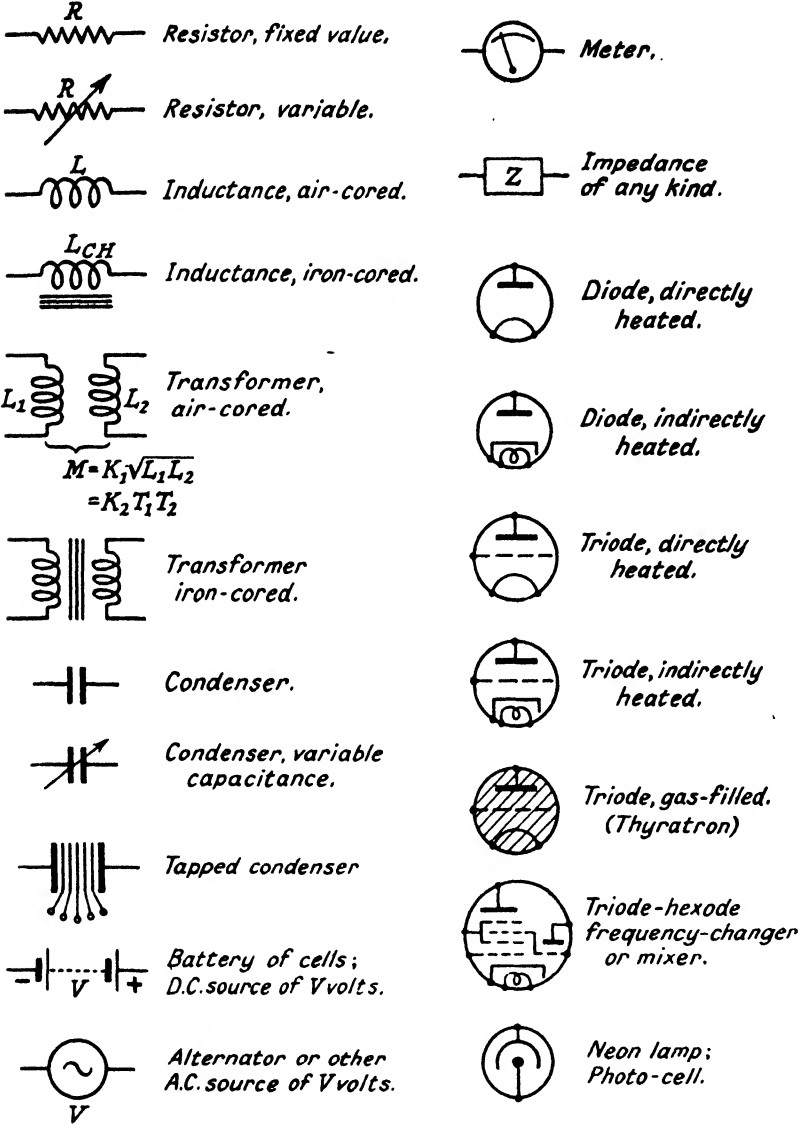 R
Resistor, fixed value.
R
Resistor, variable.
L
Inductance, air-cored.
L_CH
Inductance, iron-cored.
L₁ L₂
Transformer,
air-cored.
M=K₁√L₁L₂
=K₂T₁T₂
Transformer
iron-cored.
Condenser.
Condenser, variable
capacitance.
Tapped condenser
Battery of cells;
D.C. source of V volts.
- V +
Alternator or other
A.C. source of V volts.
V
Meter.
Z
Impedance
of any kind.
Diode, directly
heated.
Diode, indirectly
heated.
Triode, directly
heated.
Triode, indirectly
heated.
Triode, gas-filled.
(Thyratron)
Triode-hexode
frequency-changer
or mixer.
Neon lamp;
Photo-cell.